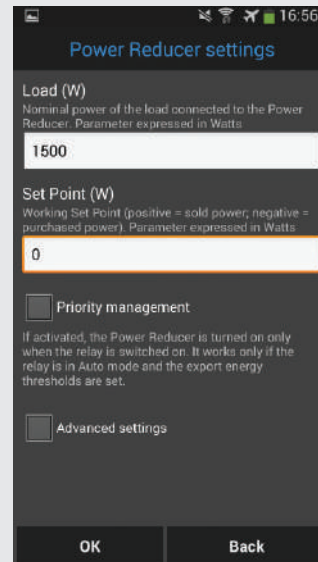 16:56
Power Reducer settings
Load (W)
Nominal power of the load connected to the Power
Reducer. Parameter expressed in Watts
1500
Set Point (W)
Working Set Point (positive = sold power; negative =
purchased power). Parameter expressed in Watts
0
Priority management
If activated, the Power Reducer is turned on only
when the relay is switched on. It works only if the
relay is in Auto mode and the export energy
thresholds are set.
Advanced settings
OK Back